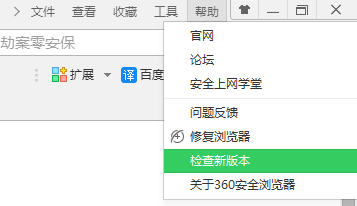 文件 查看 收藏 工具 帮助
劫案零安保
扩展 译 百度
官网
论坛
安全上网学堂
问题反馈
修复浏览器
检查新版本
关于360安全浏览器